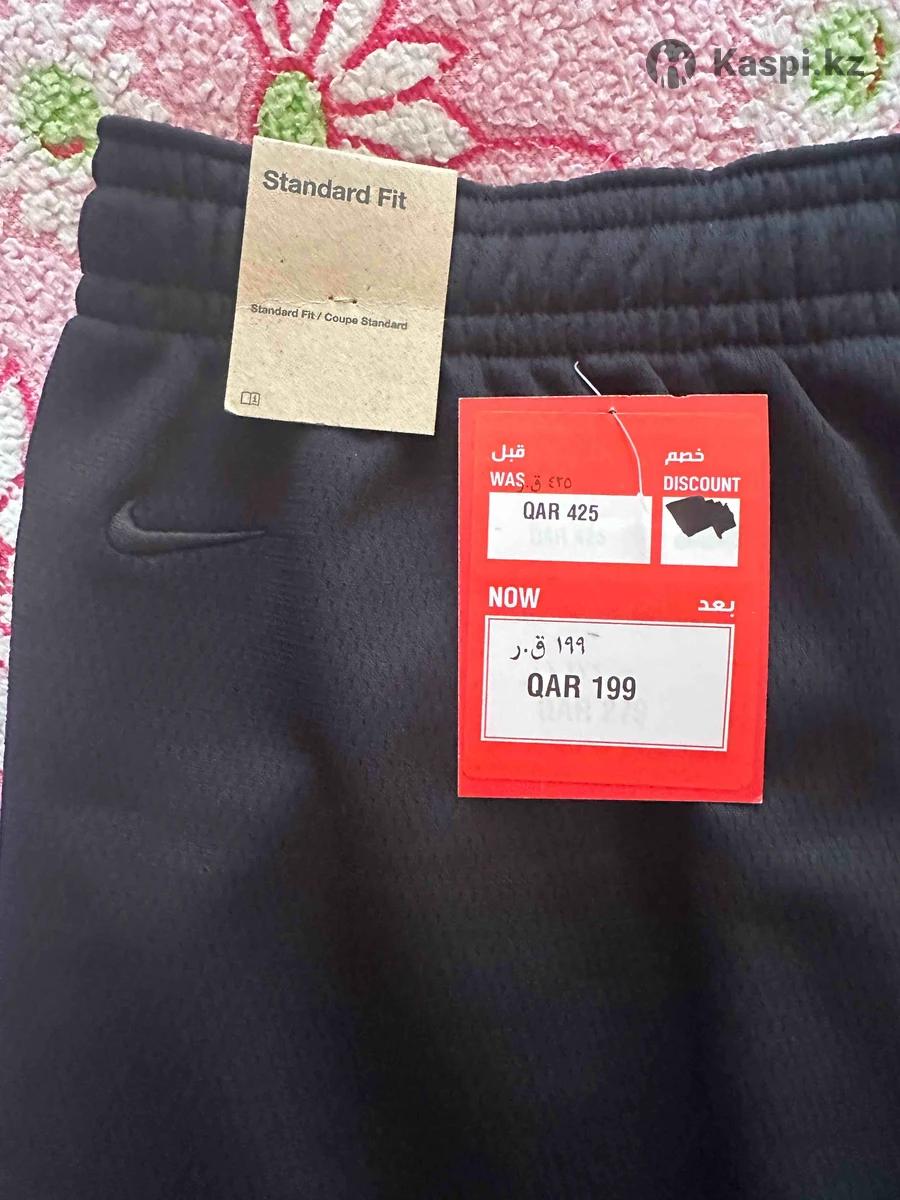 Kaspi.kz
Standard Fit
Standard Fit / Coupe Standard
قبل
خصم
WAS
DISCOUNT
٤٢٥ ق.ر
QAR 425
NOW
بعد
١٩٩ ق.ر
QAR 199